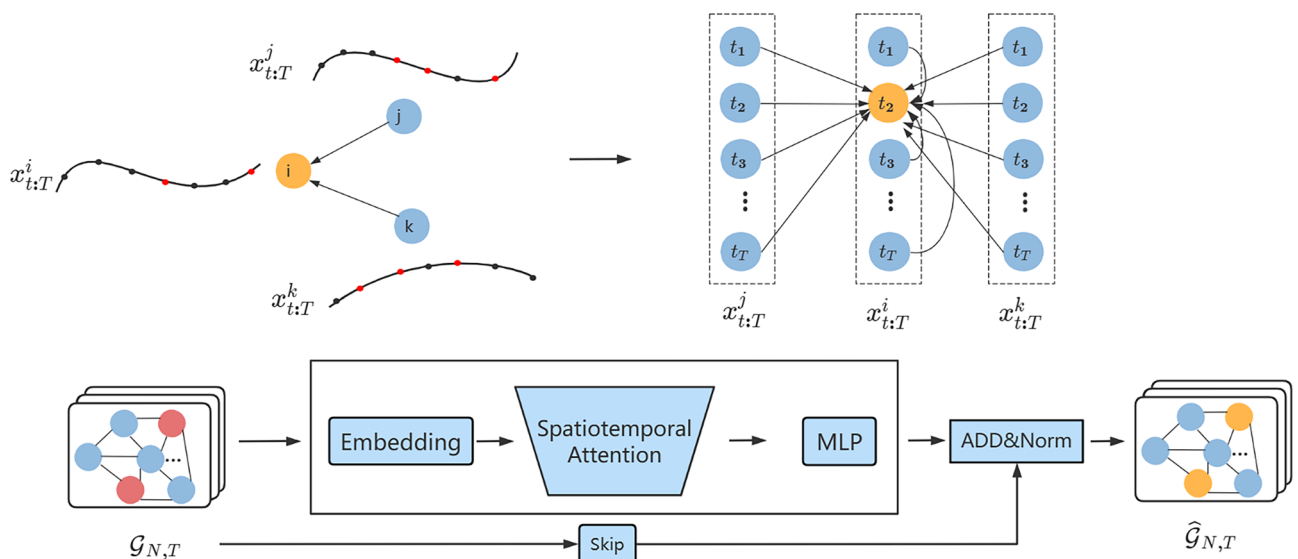 x^j_{t:T}
j
x^i_{t:T}
i
k
x^k_{t:T}
t_1 t_1 t_1
t_2 t_2 t_2
t_3 t_3 t_3
⋮ ⋮ ⋮
t_T t_T t_T
x^j_{t:T} x^i_{t:T} x^k_{t:T}
Embedding
Spatiotemporal
Attention
MLP
ADD&Norm
...
...
𝒢_{N,T}
Skip
𝒢̂_{N,T}